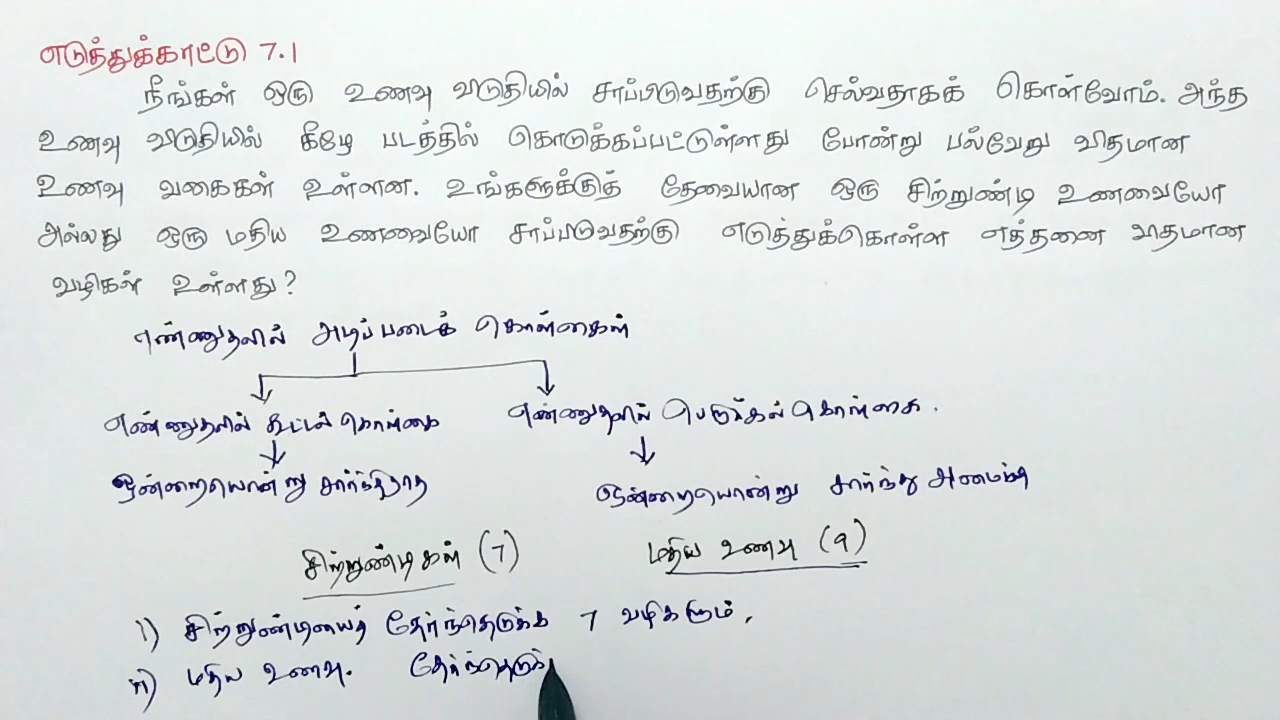 எடுத்துக்காட்டு 7.1
நீங்கள் ஒரு உணவு விடுதியில் சாப்பிடுவதற்கு செல்வதாகக் கொள்வோம். அந்த
உணவு விடுதியில் கீழே படத்தில் கொடுக்கப்பட்டுள்ளது போன்று பல்வேறு விதமான
உணவு வகைகள் உள்ளன. உங்களுக்குத் தேவையான ஒரு சிற்றுண்டி உணவையோ
அல்லது ஒரு மதிய உணவையோ சாப்பிடுவதற்கு எடுத்துக்கொள்ள எத்தனை விதமான
வழிகள் உள்ளது?
எண்ணுதலின் அடிப்படைக் கொள்கைகள்
எண்ணுதலின் கூட்டல் கொள்கை எண்ணுதலின் பெருக்கல் கொள்கை.
ஒன்றையொன்று சார்ந்திராத ஒன்றையொன்று சார்ந்து அமையும்
சிற்றுண்டிகள் (7) மதிய உணவு (9)
i) சிற்றுண்டியைத் தேர்ந்தெடுக்க 7 வழிகளும்,
ii) மதிய உணவு. தேர்ந்தெடுக்